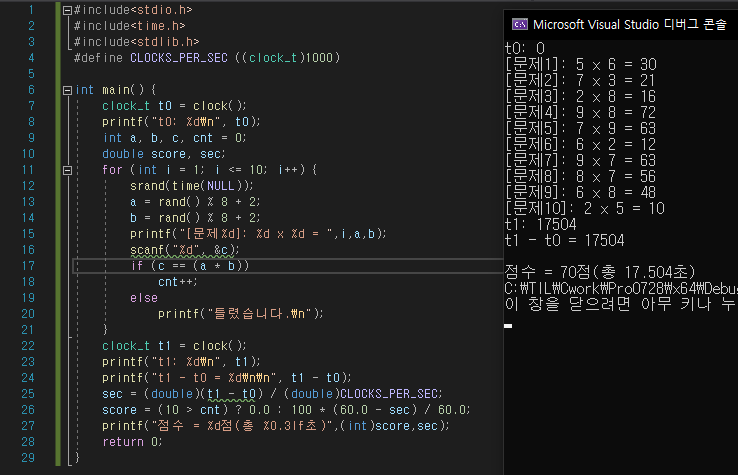 #include<stdio.h>
#include<time.h>
#include<stdlib.h>
#define CLOCKS_PER_SEC ((clock_t)1000)
int main() {
clock_t t0 = clock();
printf("t0: %d₩n", t0);
int a, b, c, cnt = 0;
double score, sec;
for (int i = 1; i <= 10; i++) {
srand(time(NULL));
a = rand() % 8 + 2;
b = rand() % 8 + 2;
printf("[문제%d]: %d x %d = ",i,a,b);
scanf("%d", &c);
if (c == (a * b))
cnt++;
else
printf("틀렸습니다.₩n");
}
clock_t t1 = clock();
printf("t1: %d₩n", t1);
printf("t1 - t0 = %d₩n₩n", t1 - t0);
sec = (double)(t1 - t0) / (double)CLOCKS_PER_SEC;
score = (10 > cnt) ? 0.0 : 100 * (60.0 - sec) / 60.0;
printf("점수 = %d점(총 %0.3lf초)",(int)score,sec);
return 0;
}
1
2
3
4
5
6
7
8
9
10
11
12
13
14
15
16
17
18
19
20
21
22
23
24
25
26
27
28
29
Microsoft Visual Studio 디버그 콘솔
t0: 0
[문제1]: 5 x 6 = 30
[문제2]: 7 x 3 = 21
[문제3]: 2 x 8 = 16
[문제4]: 9 x 8 = 72
[문제5]: 7 x 9 = 63
[문제6]: 6 x 2 = 12
[문제7]: 9 x 7 = 63
[문제8]: 8 x 7 = 56
[문제9]: 6 x 8 = 48
[문제10]: 2 x 5 = 10
t1: 17504
t1 - t0 = 17504
점수 = 70점(총 17.504초)
C:₩TIL₩Cwork₩Pro0728₩x64₩Debug
이 창을 닫으려면 아무 키나 누